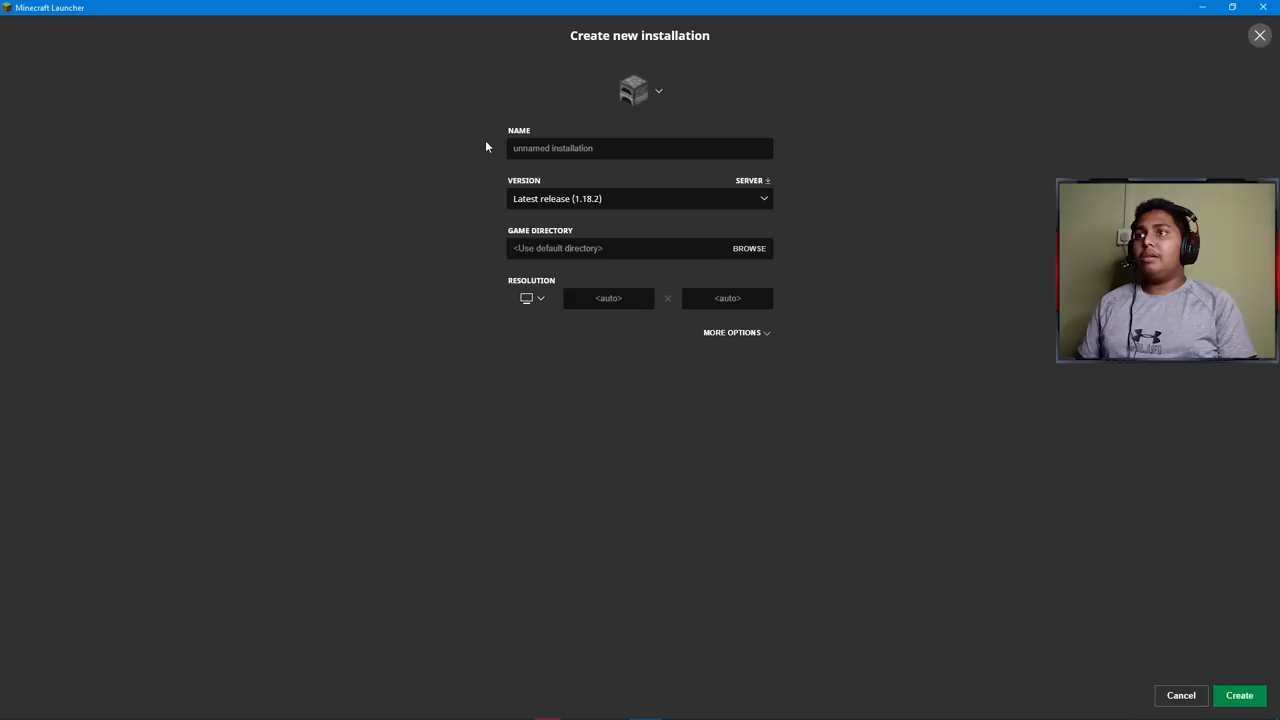 Minecraft Launcher
Create new installation
NAME
unnamed installation
VERSION
SERVER
Latest release (1.18.2)
GAME DIRECTORY
<Use default directory>
BROWSE
RESOLUTION
<auto>
<auto>
MORE OPTIONS
Cancel
Create